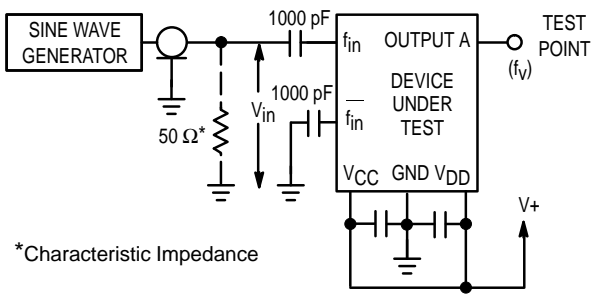 SINE WAVE
GENERATOR
1000 pF
fin
OUTPUT A
TEST
POINT
(fv)
DEVICE
UNDER
TEST
1000 pF
Vin
fin
50 Ω*
VCC GND VDD
V+
*Characteristic Impedance